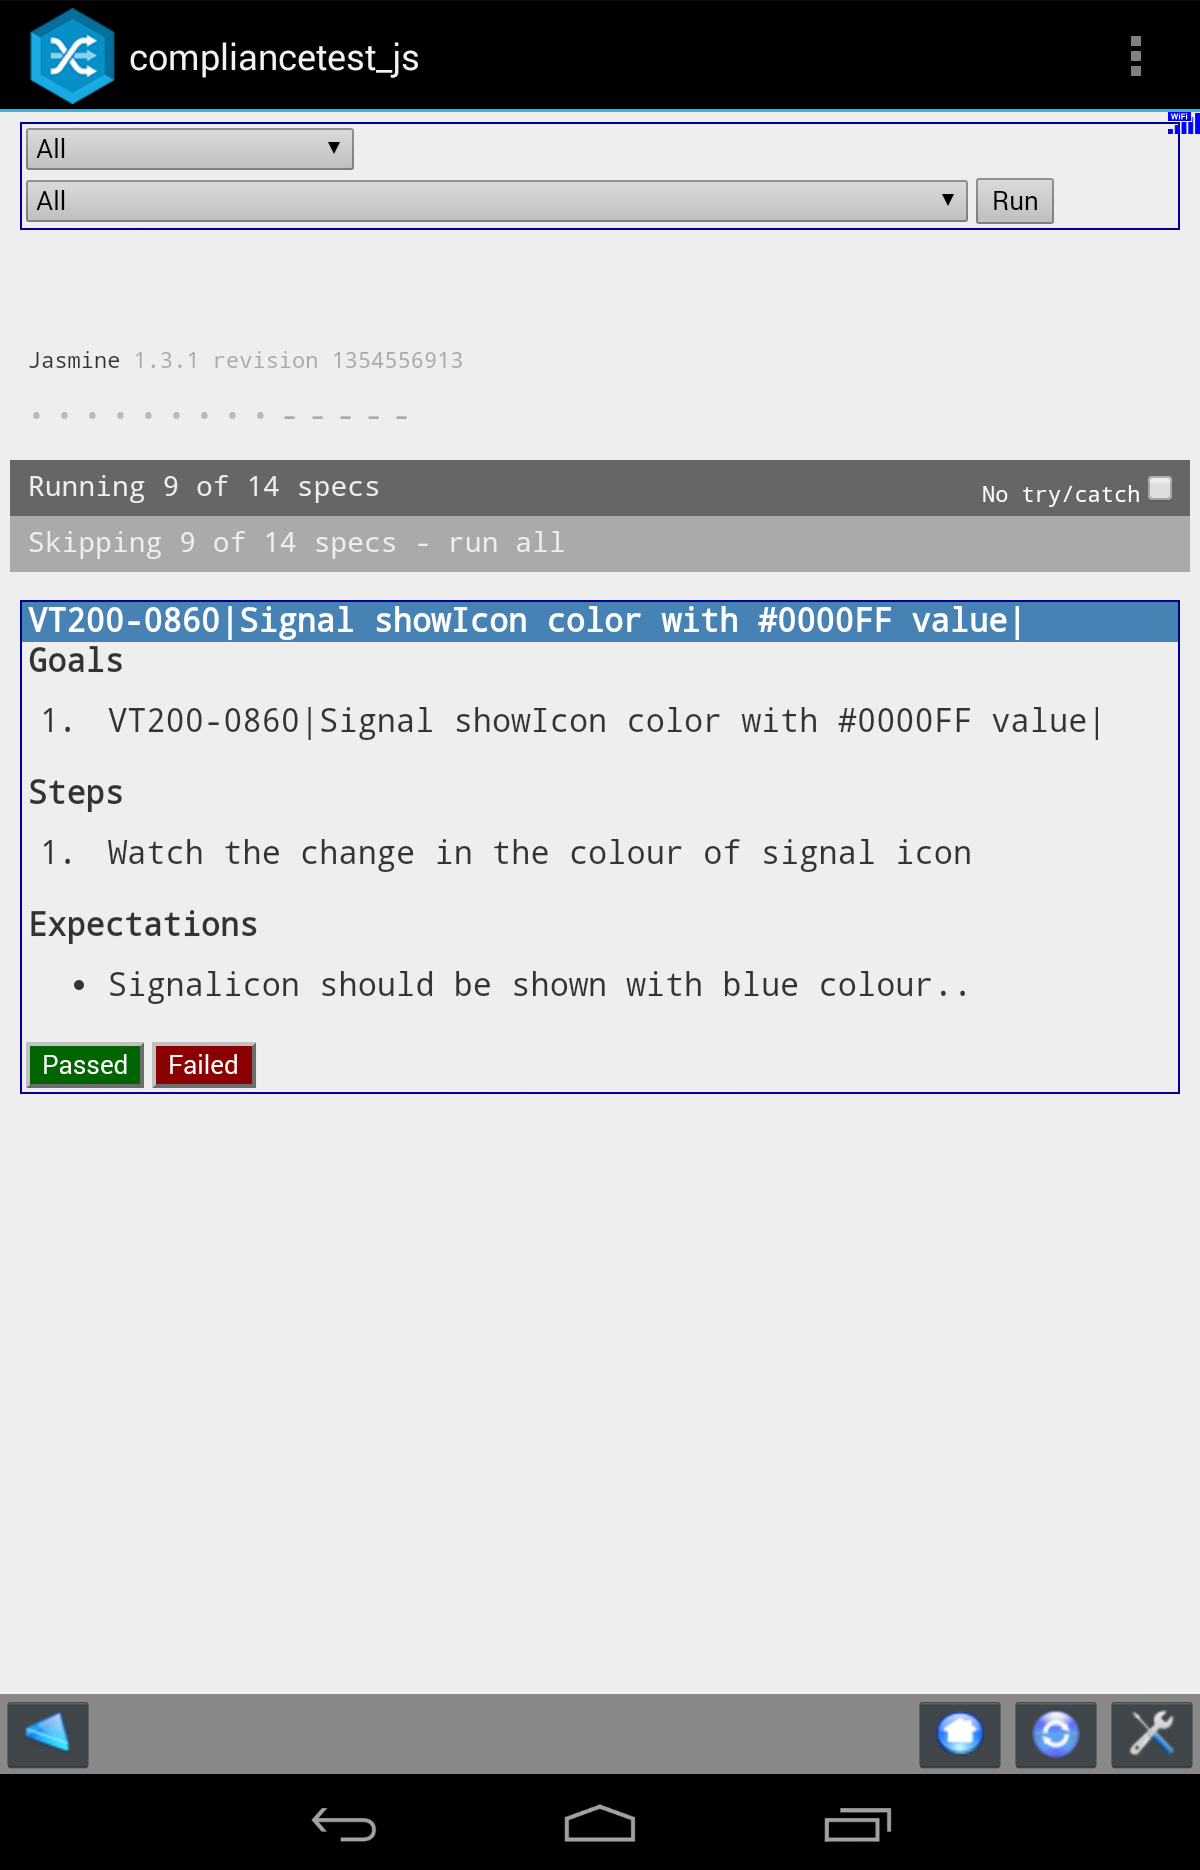 compliancetest_js
WiFi
All
All
Run
Jasmine 1.3.1 revision 1354556913
Running 9 of 14 specs
No try/catch
Skipping 9 of 14 specs - run all
VT200-0860|Signal showIcon color with #0000FF value|
Goals
1. VT200-0860|Signal showIcon color with #0000FF value|
Steps
1. Watch the change in the colour of signal icon
Expectations
• Signalicon should be shown with blue colour..
Passed Failed